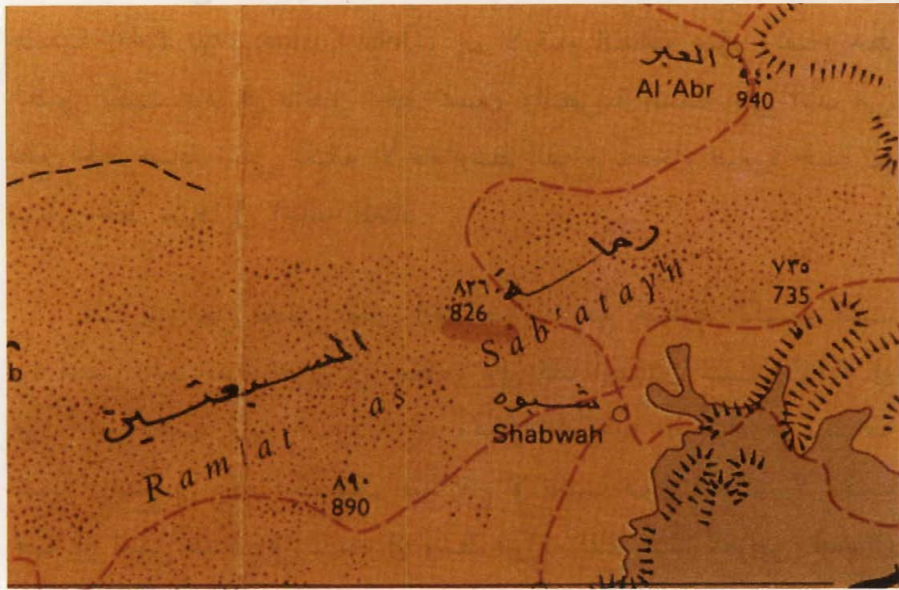 العبر
Al 'Abr
٩٤٠
940
رملة
٨٢٦
826
Sab'atayn
٧٣٥
735
السبعتين
شبوه
Shabwah
Ramlat as
٨٩٠
890
b